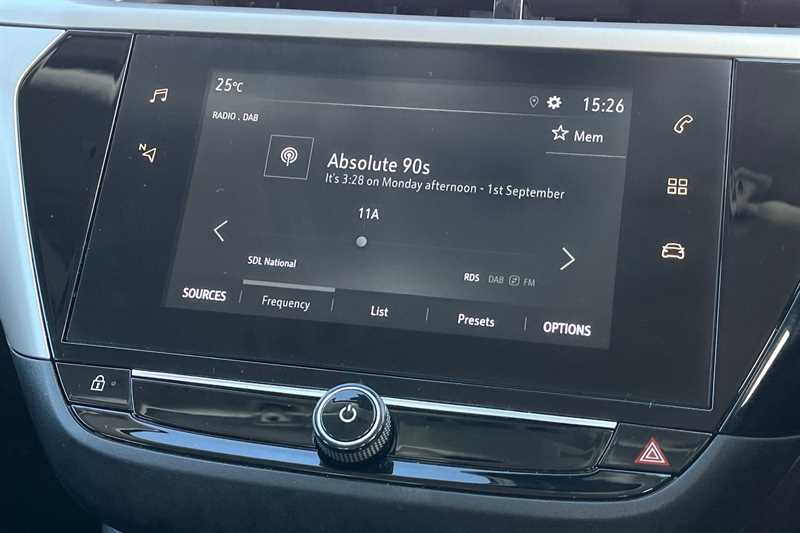 25°C
15:26
RADIO . DAB
Mem
N
Absolute 90s
It's 3:28 on Monday afternoon - 1st September
11A
SDL National
RDS DAB FM
SOURCES
Frequency
List
Presets
OPTIONS